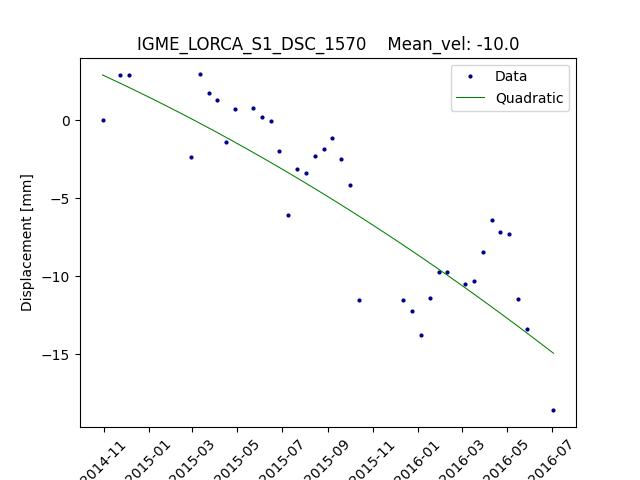 IGME_LORCA_S1_DSC_1570 Mean_vel: -10.0
Data
Quadratic
0
−5
−10
−15
Displacement [mm]
2014-11 2015-01 2015-03 2015-05 2015-07 2015-09 2015-11 2016-01 2016-03 2016-05 2016-07